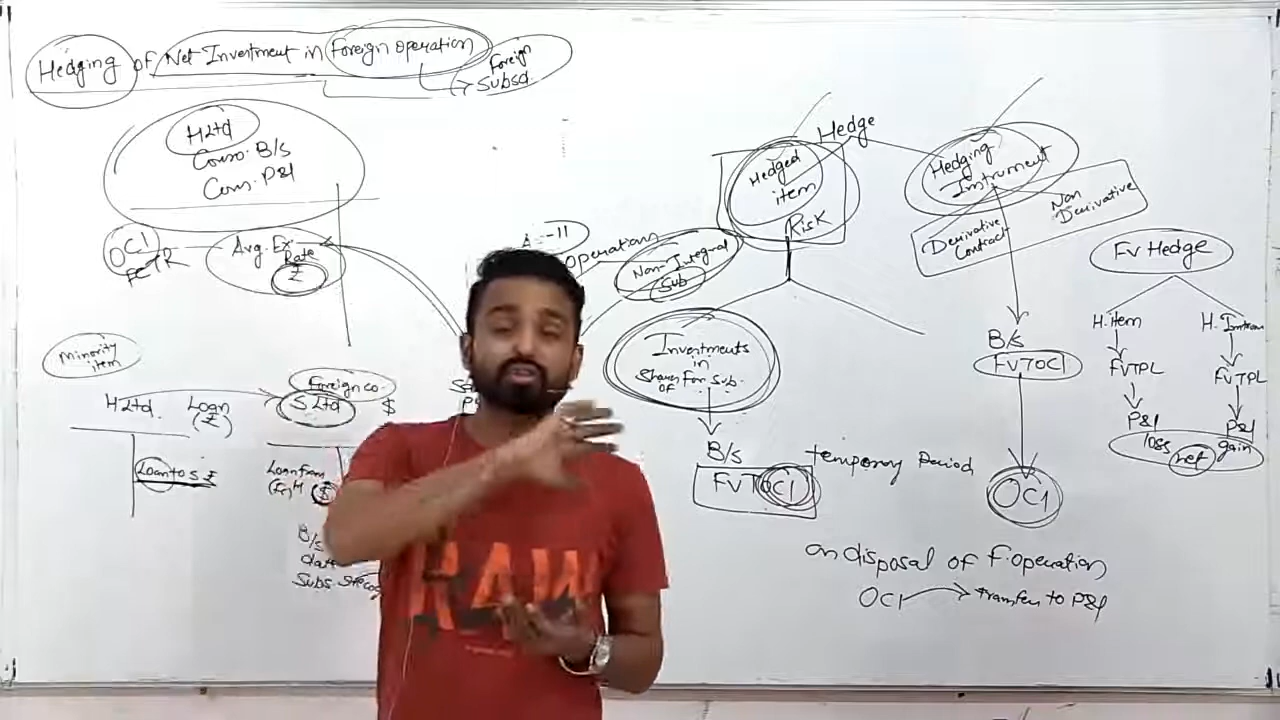 Hedging of Net Investment in Foreign operation
Foreign
Subsd.
H Ltd
Conso. B/s
Con. P&L
OCI
FCTR
Avg. Ex.
Rate
₹
Minority
item
H Ltd.
Loan
(₹)
Foreign co.
S Ltd
$
Loan to S ₹
Loan from
H
($)
B/s
date
Subs.
-11
operation
Non-Integral
Sub
Hedge
Hedged
item
Risk
Hedging
Instrument
Derivative
Contract
Non
Derivative
Investments
in
Shares For. Sub.
OF
B/s
FVTOCI
temporary Period
B/s
FVTOCI
OCI
on disposal of F.operation
OCI → transfer to P&L
FV Hedge
H. item
FVTPL
P&L
loss
H. Instrum
FVTPL
P&L
gain
net
RAW